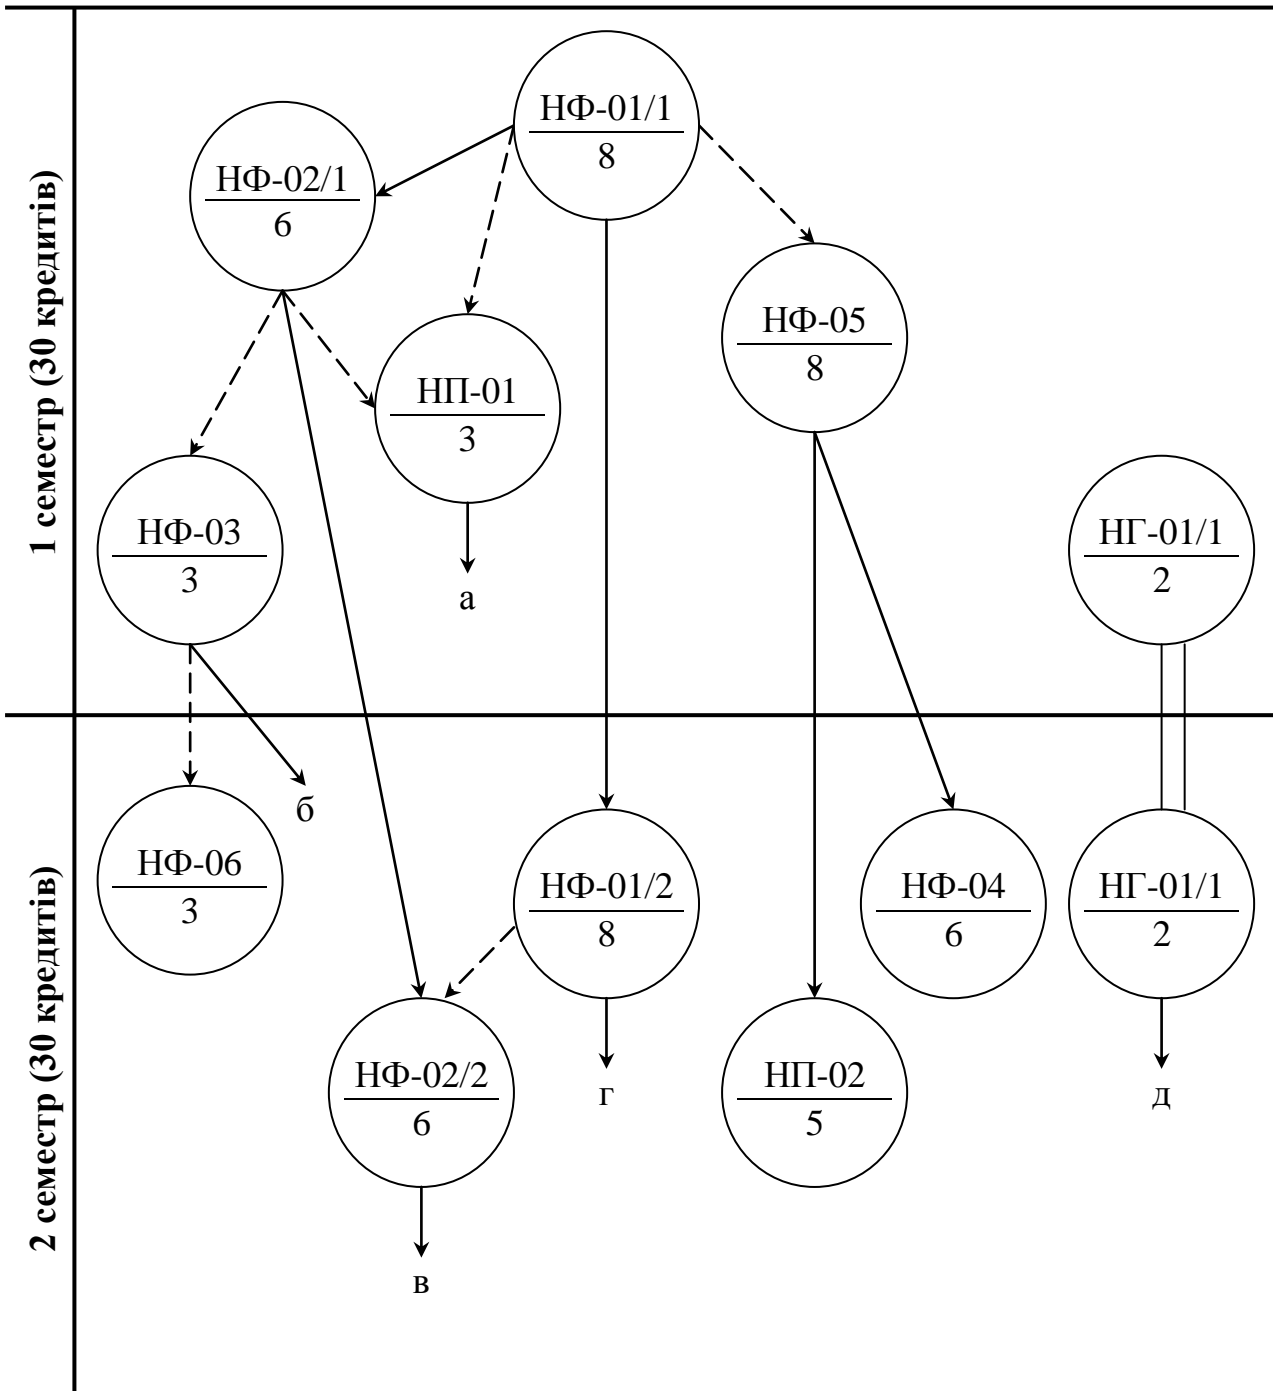 1 семестр (30 кредитів)
НФ-01/1
8
НФ-02/1
6
НФ-05
8
НП-01
3
НФ-03
3
НГ-01/1
2
а
2 семестр (30 кредитів)
б
НФ-06
3
НФ-01/2
8
НФ-04
6
НГ-01/1
2
НФ-02/2
6
НП-02
5
г
д
в